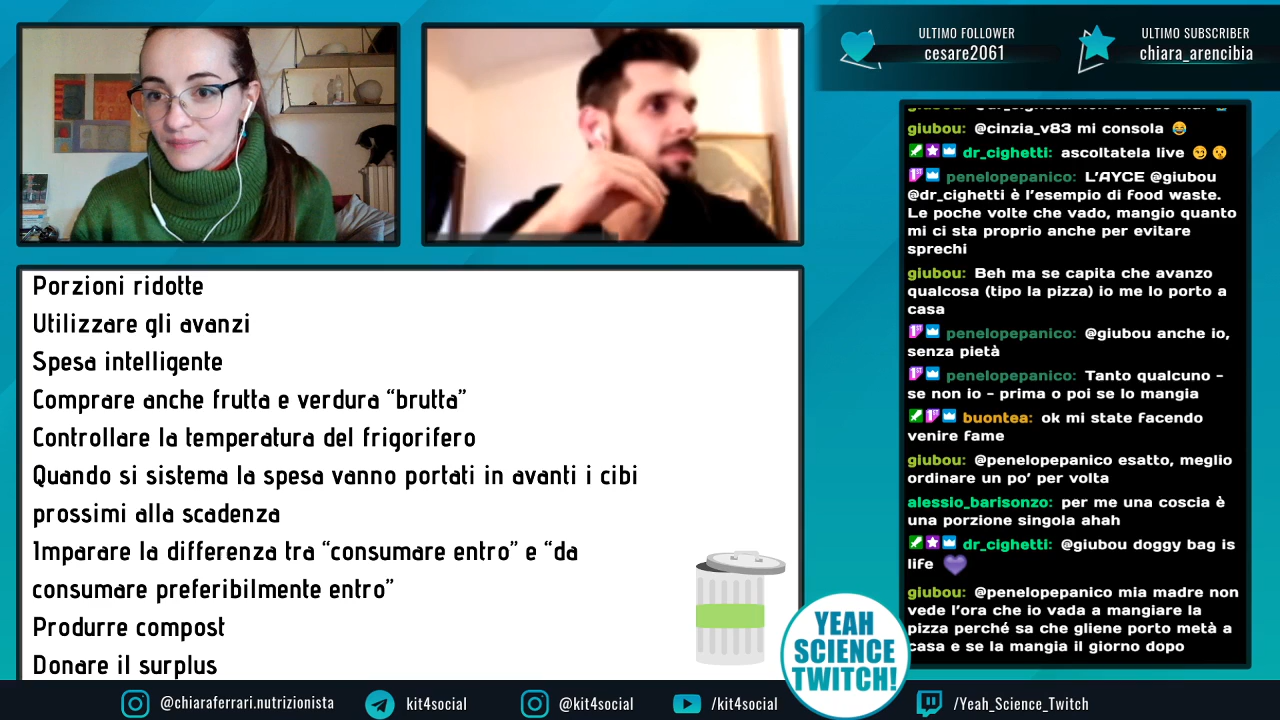 ULTIMO FOLLOWER
cesare2061
ULTIMO SUBSCRIBER
chiara_arencibia
giubou: @cinzia_v83 mi consola 😂
dr_cighetti: ascoltatela live 😏 🤫
penelopepanico: L'AYCE @giubou
@dr_cighetti è l'esempio di food waste.
Le poche volte che vado, mangio quanto
mi ci sta proprio anche per evitare
sprechi
giubou: Beh ma se capita che avanzo
qualcosa (tipo la pizza) io me lo porto a
casa
penelopepanico: @giubou anche io,
senza pietà
penelopepanico: Tanto qualcuno -
se non io - prima o poi se lo mangia
buontea: ok mi state facendo
venire fame
giubou: @penelopepanico esatto, meglio
ordinare un po' per volta
alessio_barisonzo: per me una coscia è
una porzione singola ahah
dr_cighetti: @giubou doggy bag is
life 💜
giubou: @penelopepanico mia madre non
vede l'ora che io vada a mangiare la
pizza perché sa che gliene porto metà a
casa e se la mangia il giorno dopo
Porzioni ridotte
Utilizzare gli avanzi
Spesa intelligente
Comprare anche frutta e verdura “brutta”
Controllare la temperatura del frigorifero
Quando si sistema la spesa vanno portati in avanti i cibi
prossimi alla scadenza
Imparare la differenza tra “consumare entro” e “da
consumare preferibilmente entro”
Produrre compost
Donare il surplus
YEAH
SCIENCE
TWITCH!
@chiaraferrari.nutrizionista
kit4social
@kit4social
/kit4social
/Yeah_Science_Twitch